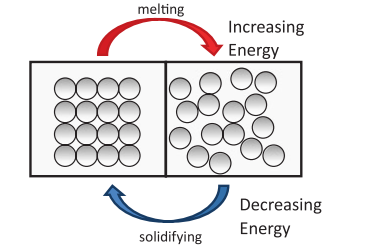 melting
Increasing
Energy
Decreasing
Energy
solidifying